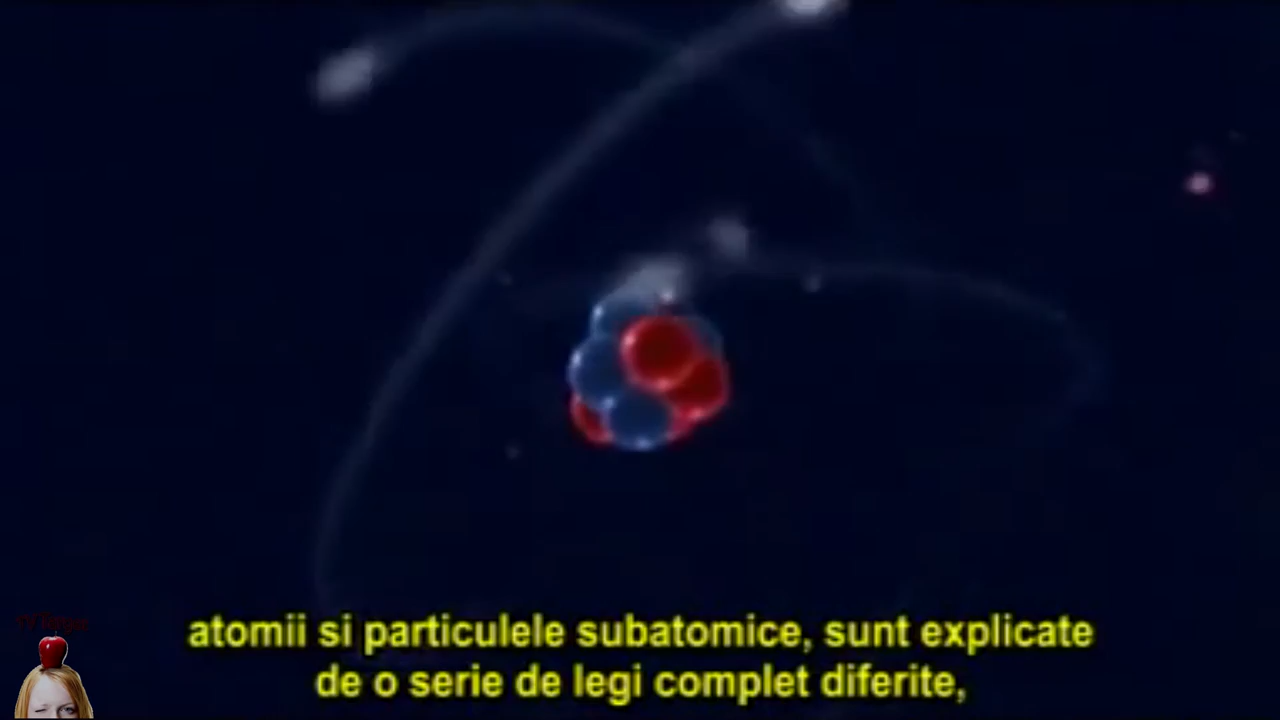 atomii si particulele subatomice, sunt explicate
de o serie de legi complet diferite,